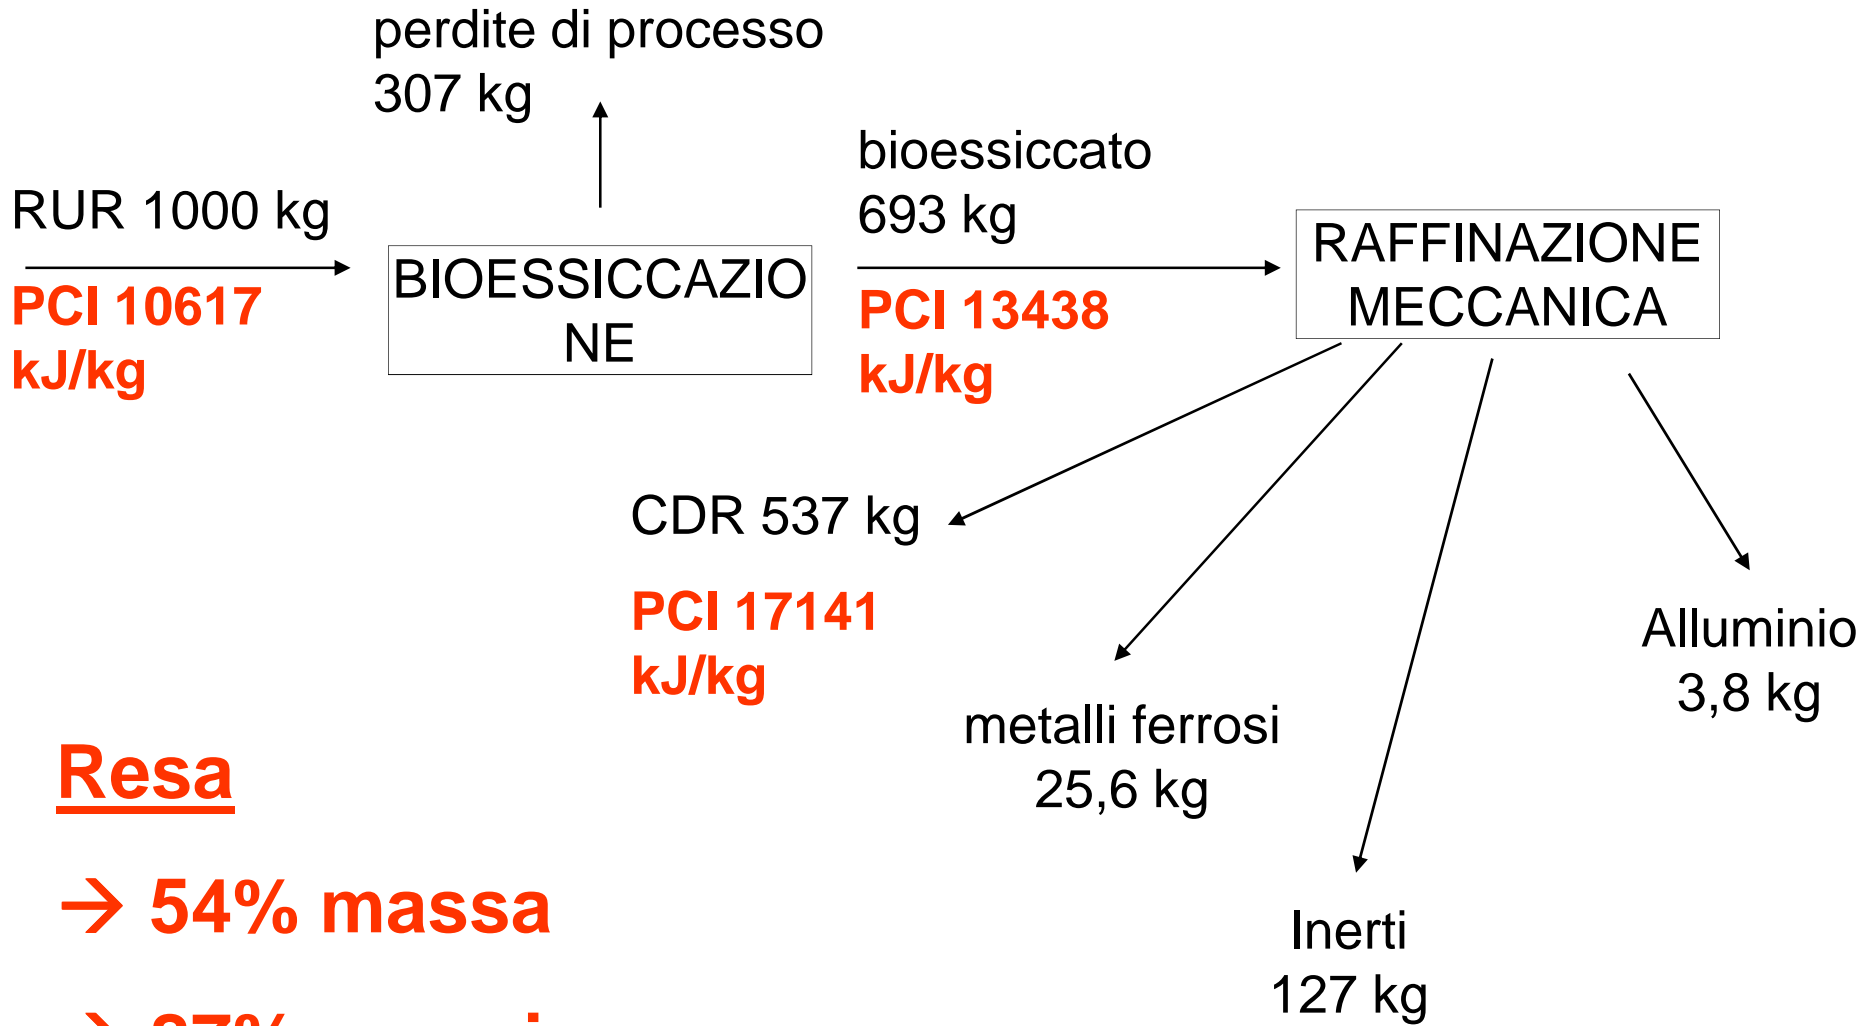 perdite di processo
307 kg
RUR 1000 kg
PCI 10617
kJ/kg
BIOESSICCAZIO
NE
bioessiccato
693 kg
PCI 13438
kJ/kg
RAFFINAZIONE
MECCANICA
CDR 537 kg
PCI 17141
kJ/kg
metalli ferrosi
25,6 kg
Inerti
127 kg
Alluminio
3,8 kg
Resa
→ 54% massa